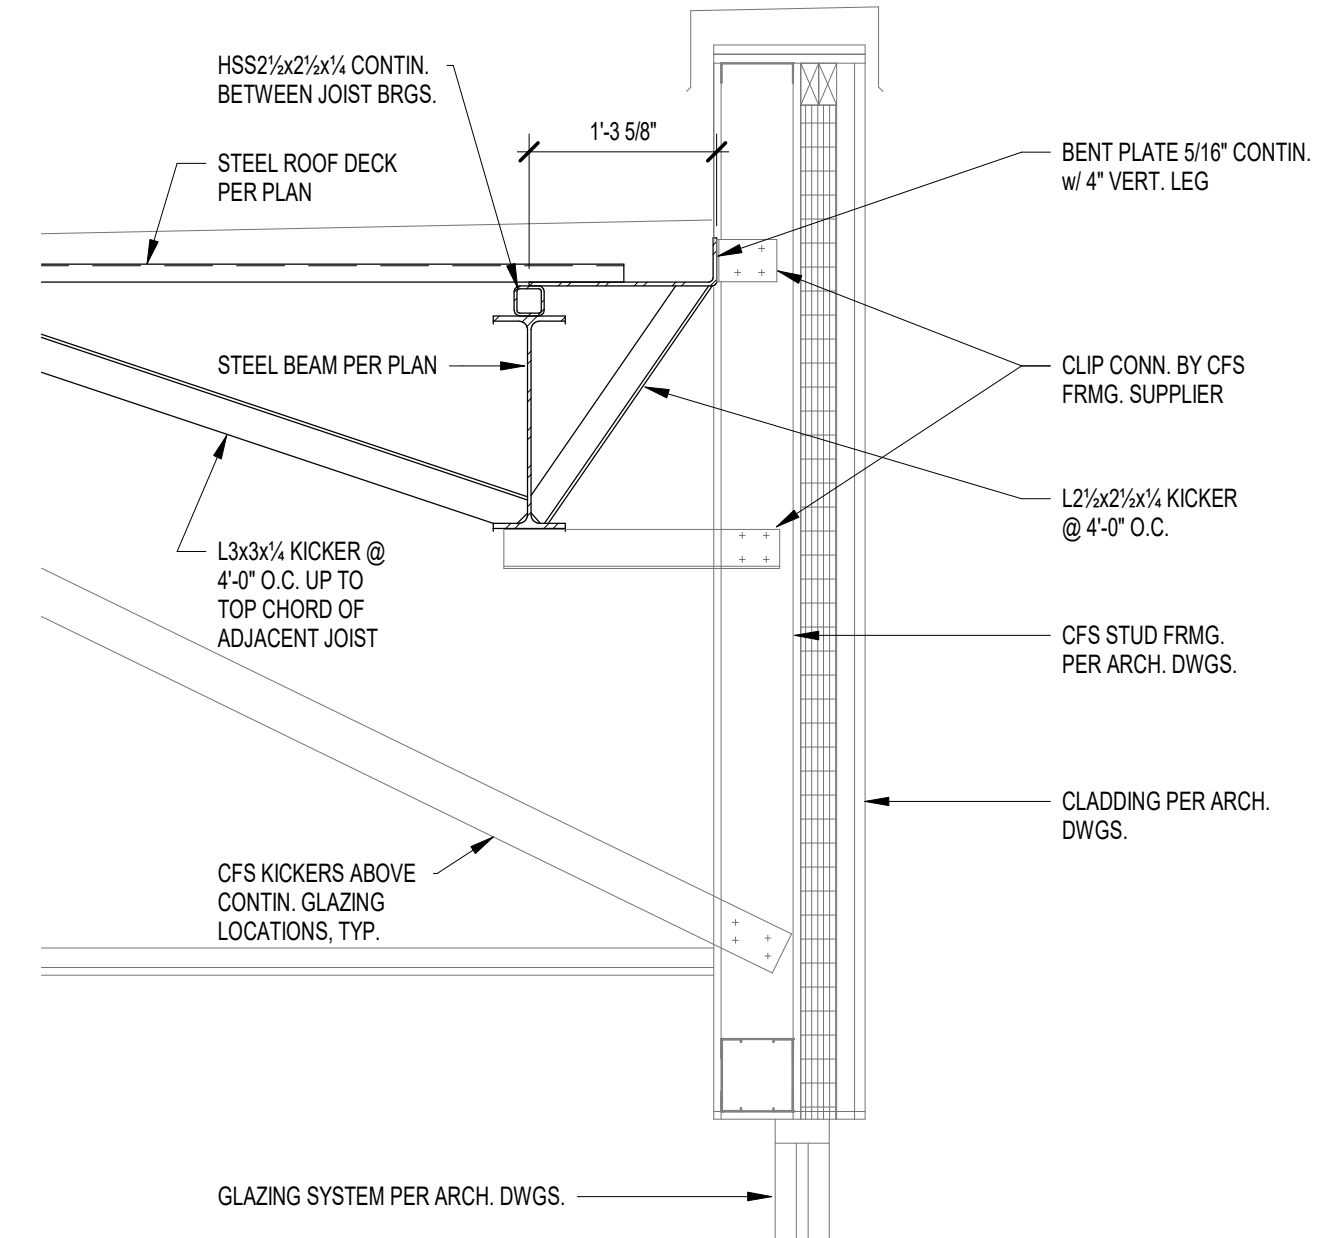 HSS2½x2½x¼ CONTIN.
BETWEEN JOIST BRGS.
1'-3 5/8"
STEEL ROOF DECK
PER PLAN
BENT PLATE 5/16" CONTIN.
w/ 4" VERT. LEG
STEEL BEAM PER PLAN
CLIP CONN. BY CFS
FRMG. SUPPLIER
L2½x2½x¼ KICKER
@ 4'-0" O.C.
L3x3x¼ KICKER @
4'-0" O.C. UP TO
TOP CHORD OF
ADJACENT JOIST
CFS STUD FRMG.
PER ARCH. DWGS.
CLADDING PER ARCH.
DWGS.
CFS KICKERS ABOVE
CONTIN. GLAZING
LOCATIONS, TYP.
GLAZING SYSTEM PER ARCH. DWGS.